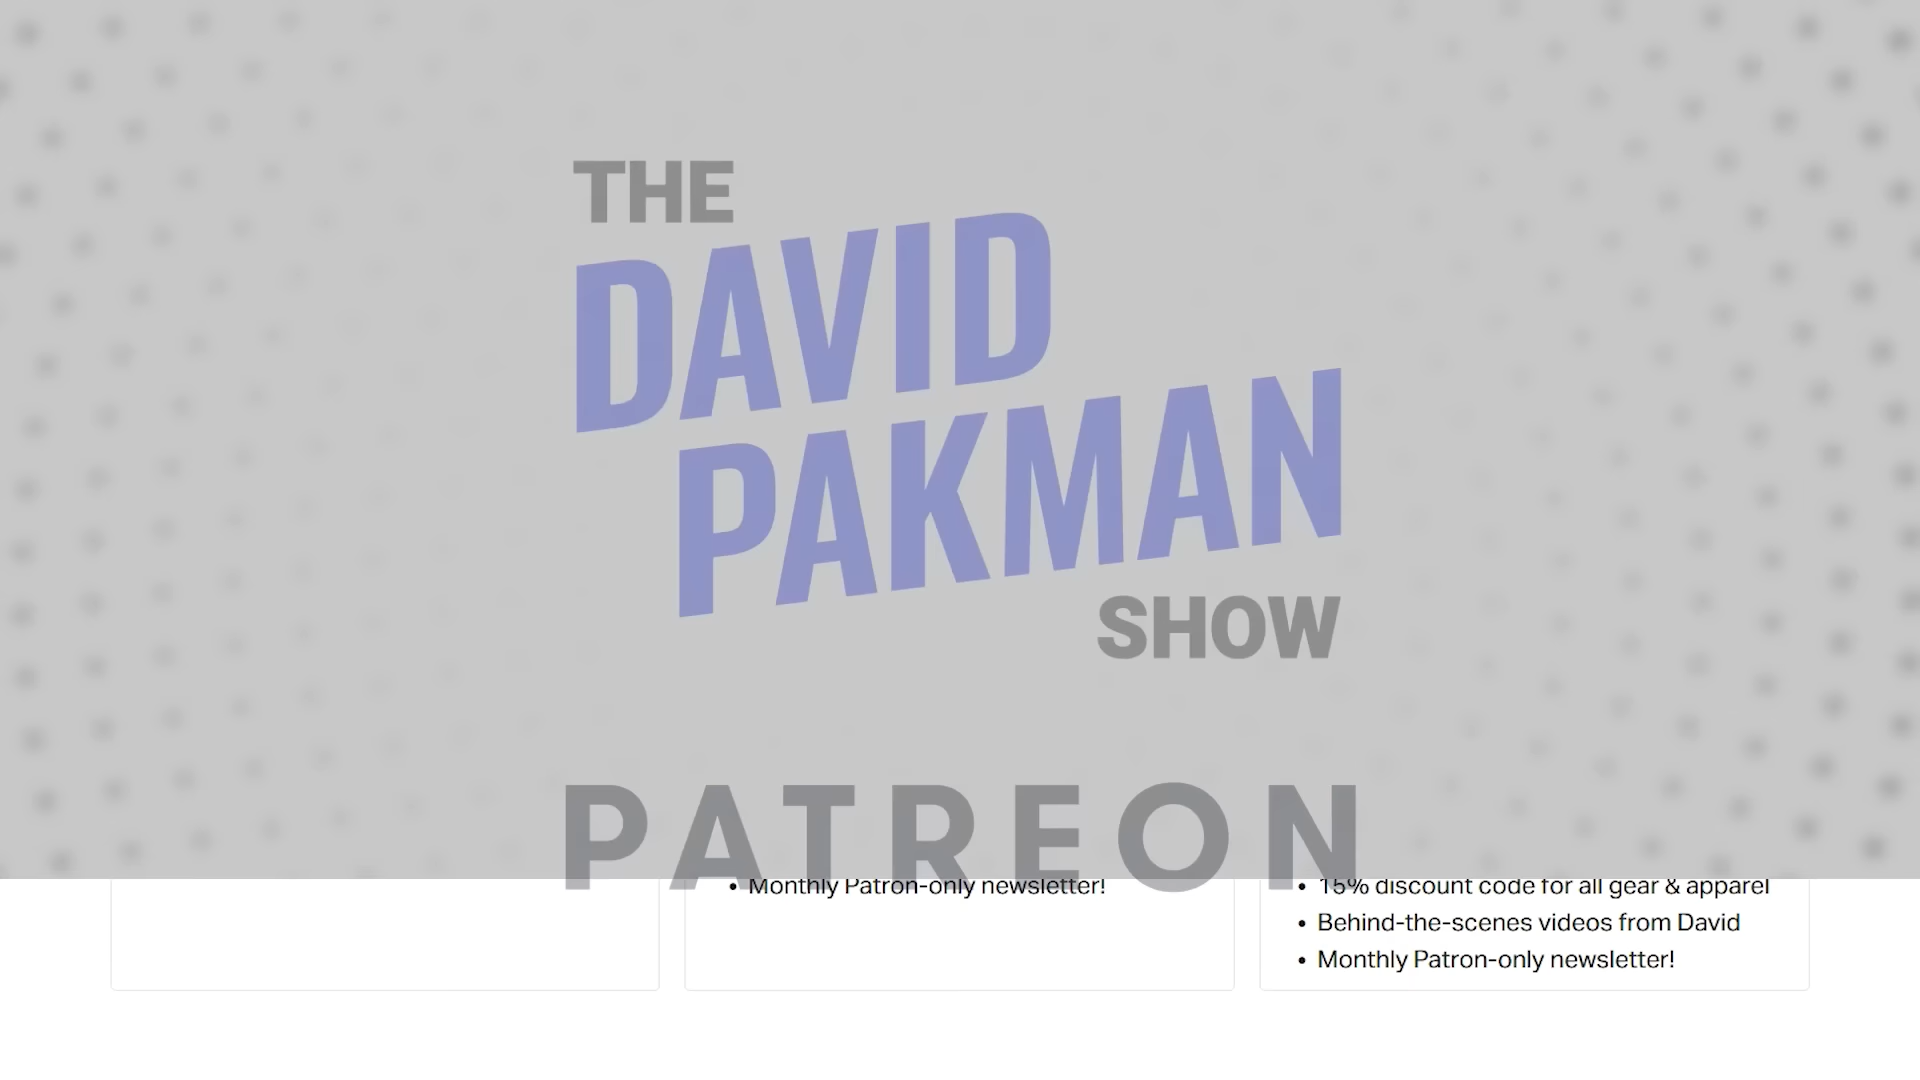 THE
DAVID
PAKMAN
SHOW
PATREON
• Monthly Patron-only newsletter!
• 15% discount code for all gear & apparel
• Behind-the-scenes videos from David
• Monthly Patron-only newsletter!